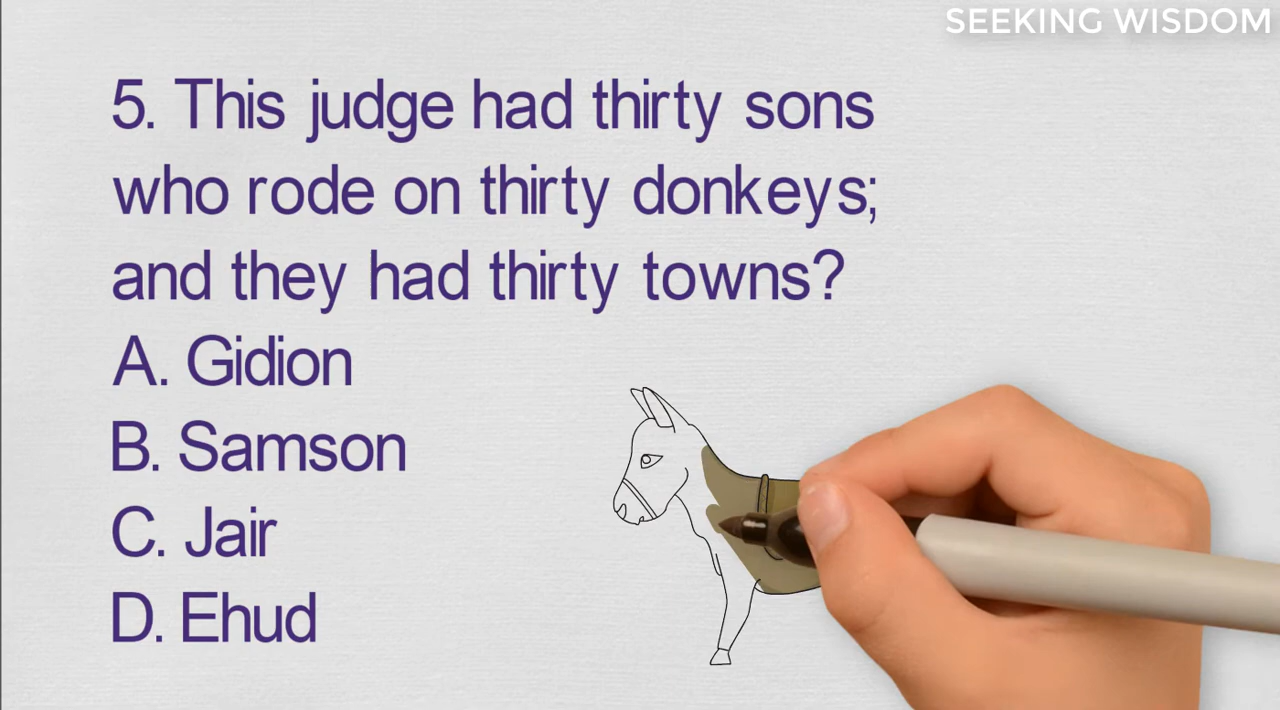 SEEKING WISDOM
5. This judge had thirty sons
who rode on thirty donkeys;
and they had thirty towns?
A. Gidion
B. Samson
C. Jair
D. Ehud